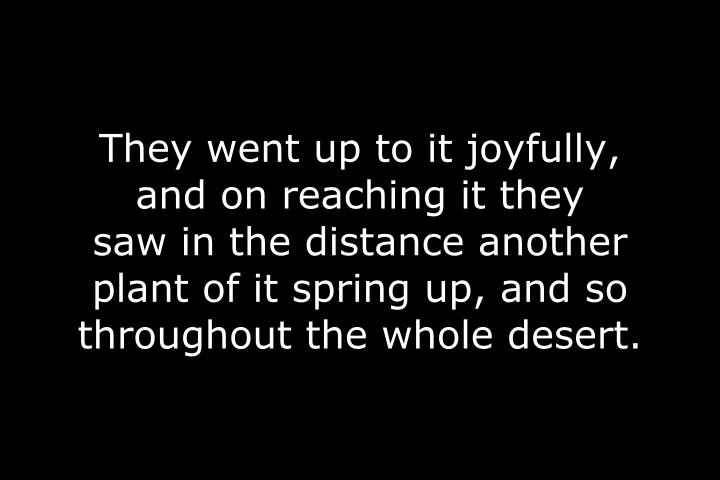 They went up to it joyfully,
and on reaching it they
saw in the distance another
plant of it spring up, and so
throughout the whole desert.